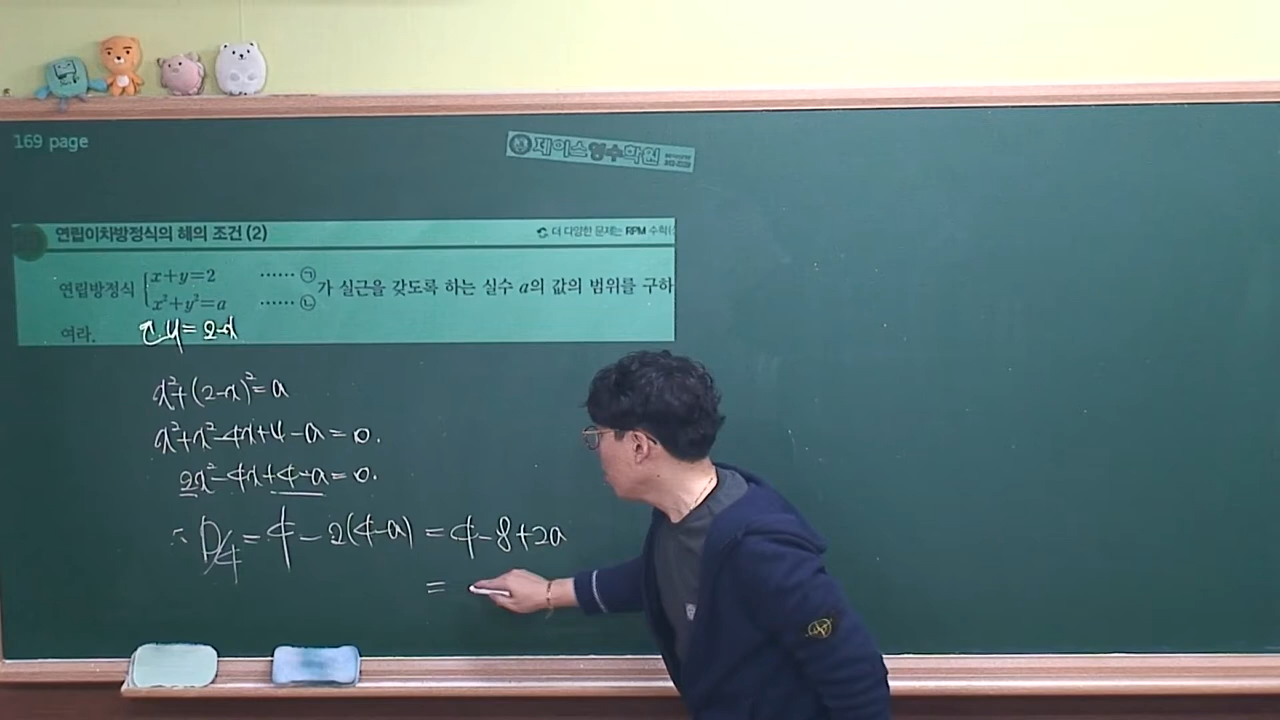 169 page
제이스영수학원
연립이차방정식의 해의 조건 (2)
더 다양한 문제는 RPM 수학(
연립방정식 { x+y=2 ······ ㉠
x²+y²=a ······ ㉡
가 실근을 갖도록 하는 실수 a의 값의 범위를 구하
여라.
y=2-x
x²+(2-x)²=a
x²+x²-4x+4-a=0.
2x²-4x+4-a=0.
∴ D/4=4-2(4-a)=4-8+2a
=